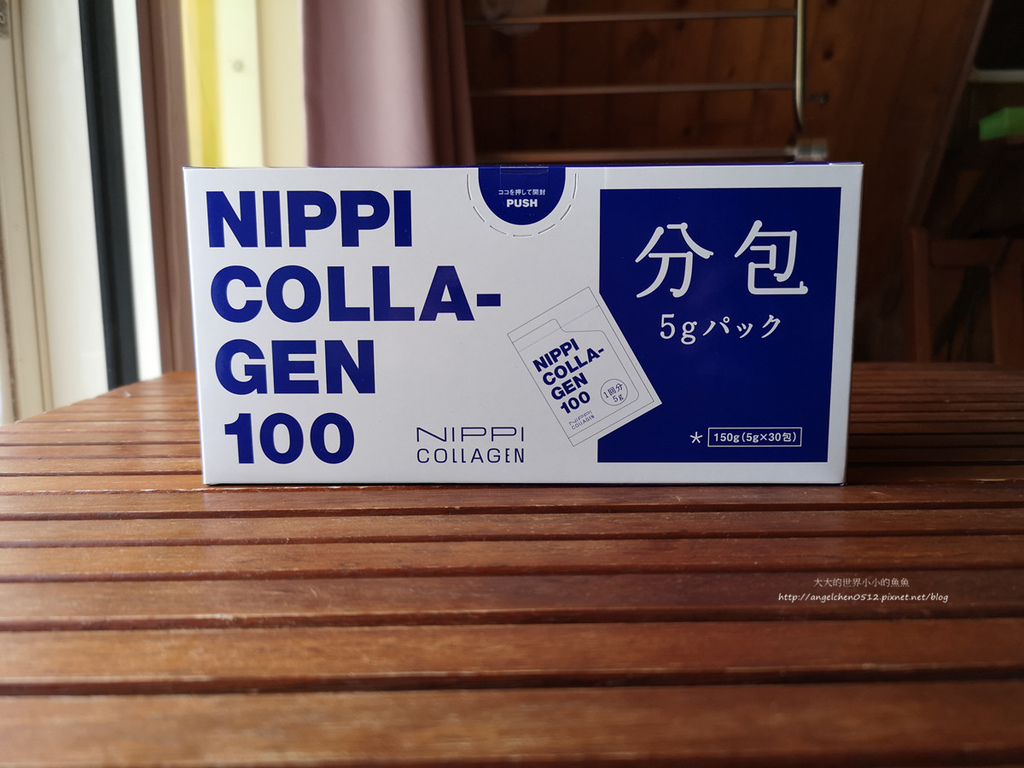 ココを押して開封
PUSH
NIPPI
COLLA-
GEN
100
NIPPI
COLLAGEN
NIPPI
COLLA-
GEN
100
1回分
5g
NIPPI
COLLAGEN
分包
5gパック
* 150g(5g×30包)
大大的世界小小的魚魚
http://angelchen0512.pixnet.net/blog